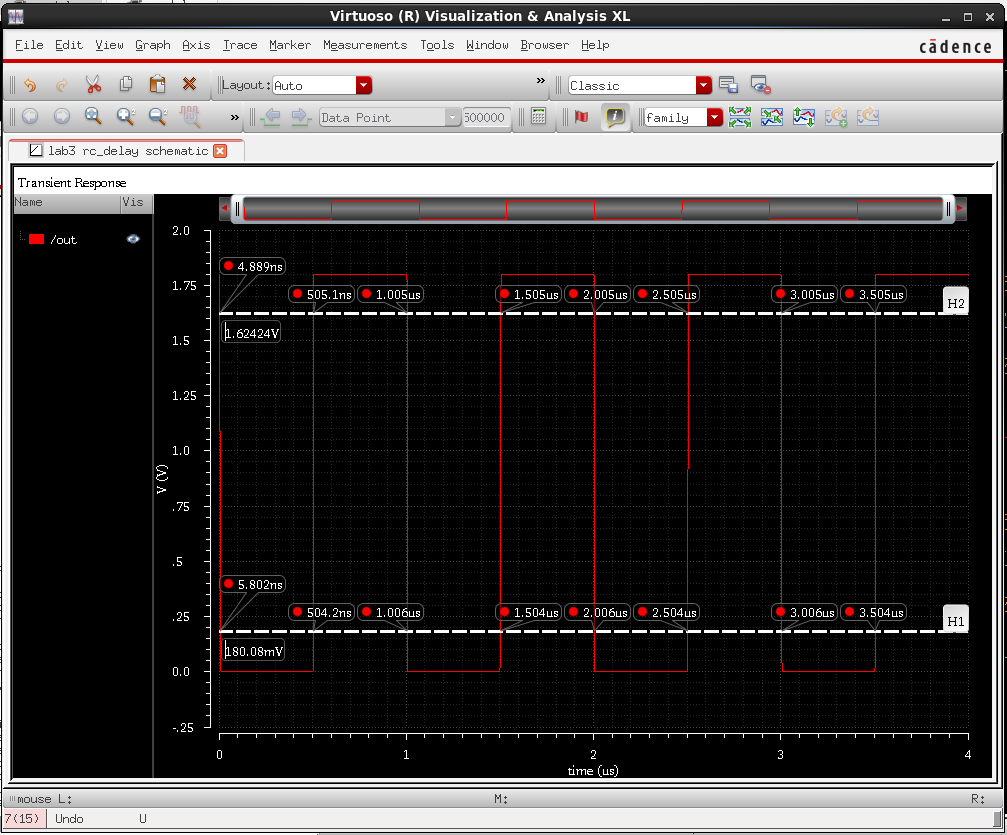 Virtuoso (R) Visualization & Analysis XL
File Edit View Graph Axis Trace Marker Measurements Tools Window Browser Help
cādence
Layout: Auto
»
Classic
»
Data Point
500000
family
lab3 rc_delay schematic
Transient Response
Name Vis
/out
2.0
4.889ns
1.75
505.1ns 1.005us 1.505us 2.005us 2.505us 3.005us 3.505us
H2
1.62424V
1.5
1.25
1.0
V (V)
.75
.5
5.802ns
.25
504.2ns 1.006us 1.504us 2.006us 2.504us 3.006us 3.504us
H1
180.08mV
0.0
-.25
0 1 2 3 4
time (us)
mouse L: M: R:
7(15) Undo U